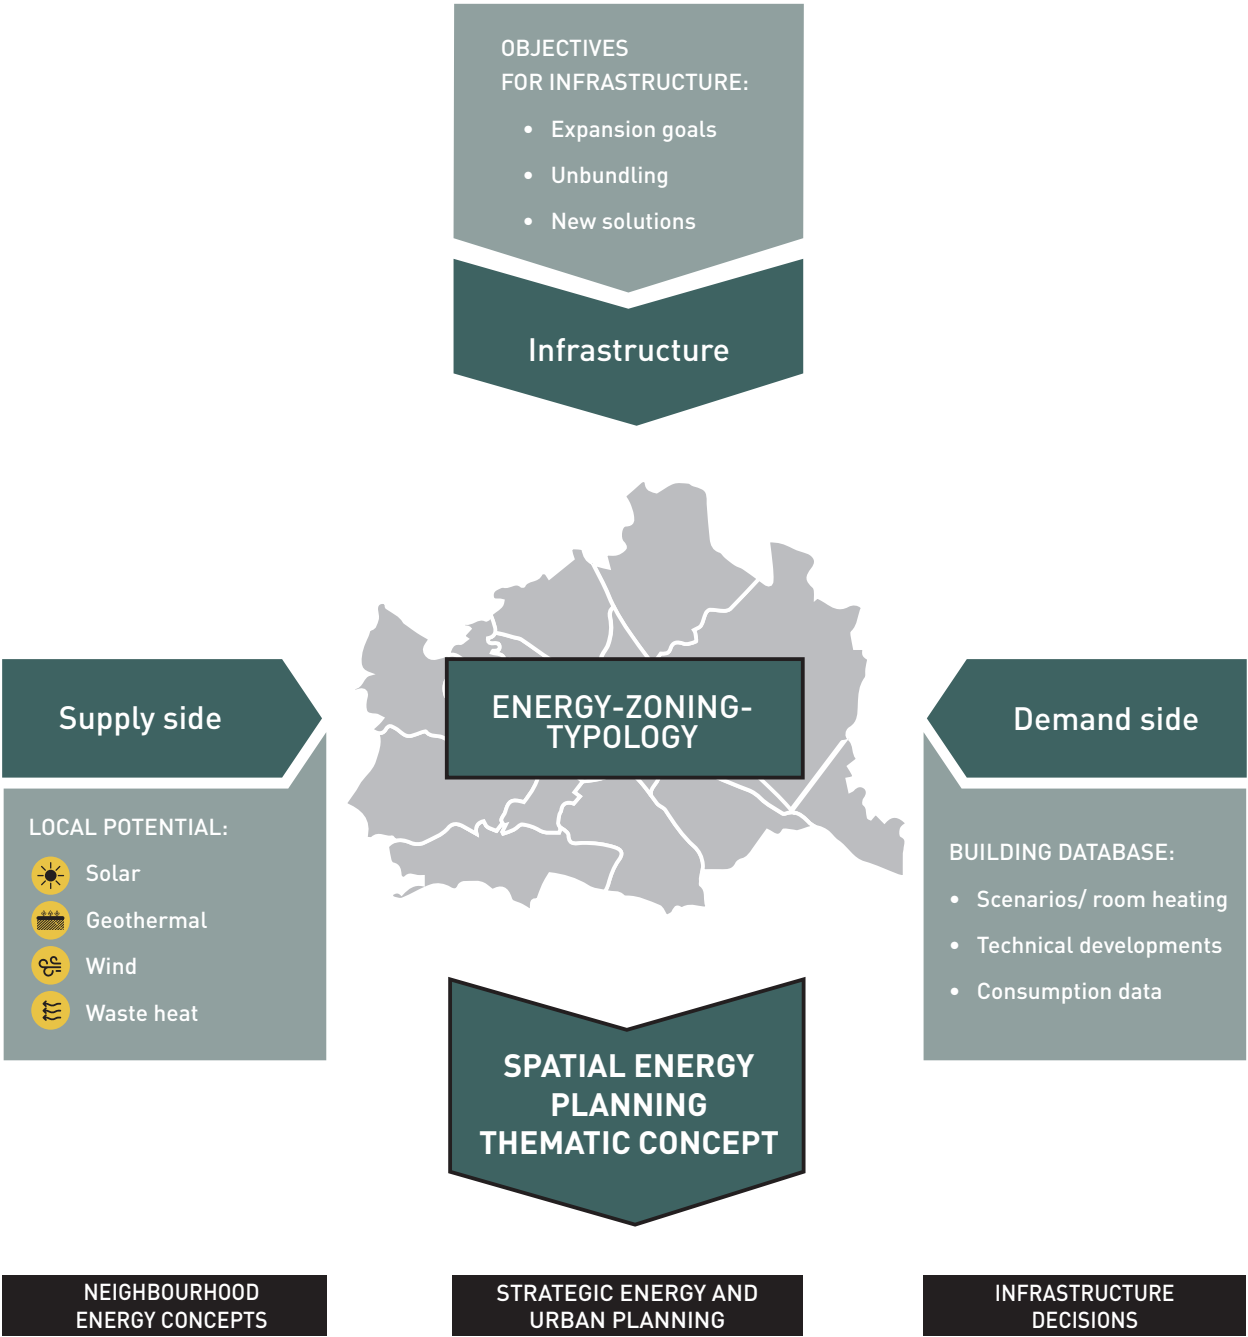 OBJECTIVES
FOR INFRASTRUCTURE:
• Expansion goals
• Unbundling
• New solutions
Infrastructure
ENERGY-ZONING-
TYPOLOGY
Supply side
LOCAL POTENTIAL:
Solar
Geothermal
Wind
Waste heat
Demand side
BUILDING DATABASE:
• Scenarios/ room heating
• Technical developments
• Consumption data
SPATIAL ENERGY
PLANNING
THEMATIC CONCEPT
NEIGHBOURHOOD
ENERGY CONCEPTS
STRATEGIC ENERGY AND
URBAN PLANNING
INFRASTRUCTURE
DECISIONS